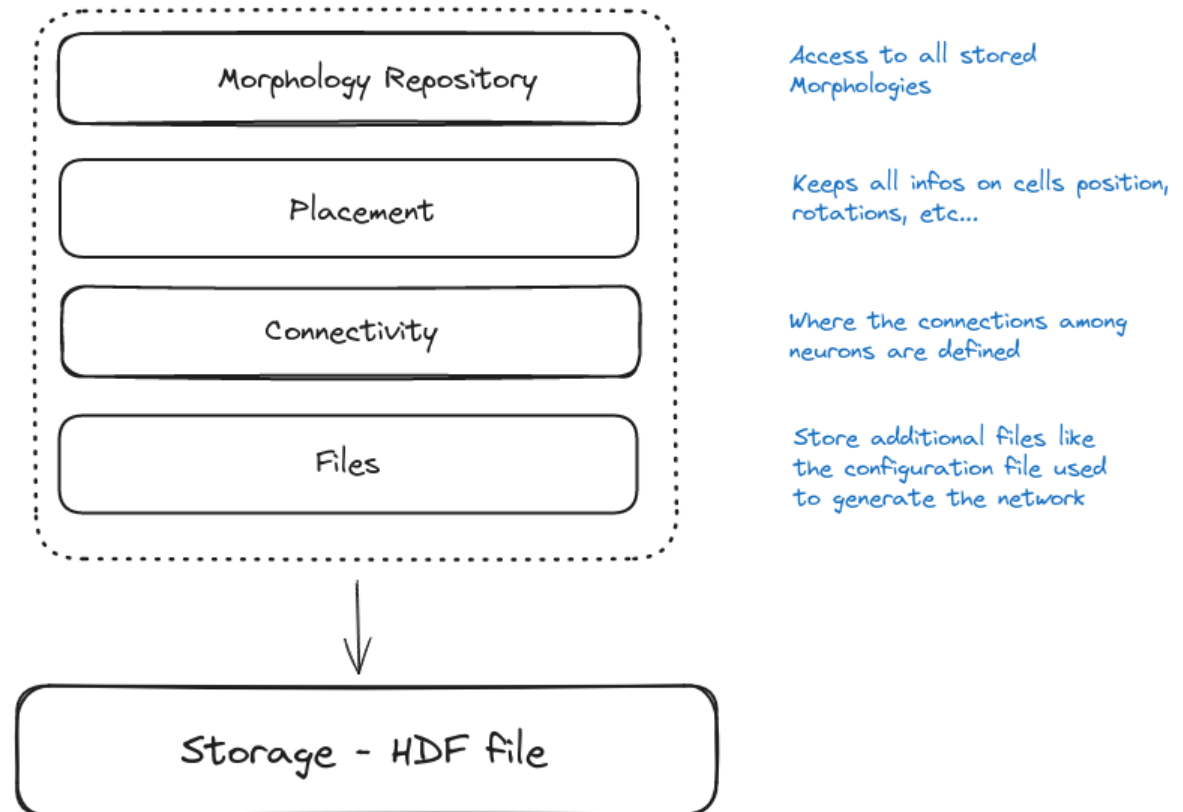 Morphology Repository
Access to all stored
Morphologies
Placement
Keeps all infos on cells position,
rotations, etc...
Connectivity
Where the connections among
neurons are defined
Files
Store additional files like
the configuration file used
to generate the network
Storage - HDF file